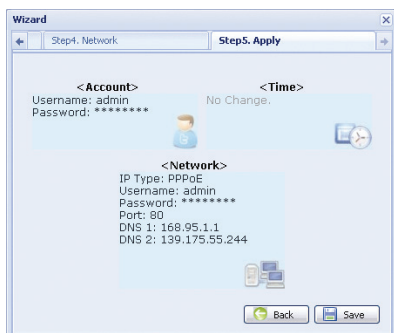 Wizard
Step4. Network
Step5. Apply
<Account>
Username: admin
Password: ********
<Time>
No Change.
<Network>
IP Type: PPPoE
Username: admin
Password: ********
Port: 80
DNS 1: 168.95.1.1
DNS 2: 139.175.55.244
Back
Save